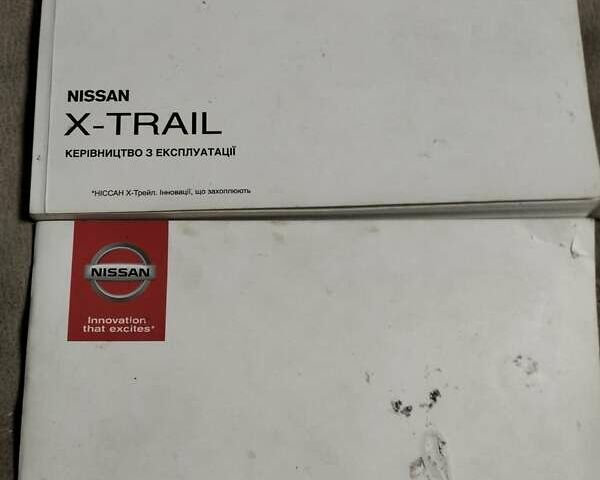 NISSAN
X-TRAIL
КЕРІВНИЦТВО З ЕКСПЛУАТАЦІЇ
*НІССАН Х-Трейл. Інновації, що захоплюють
NISSAN
Innovation
that excites*